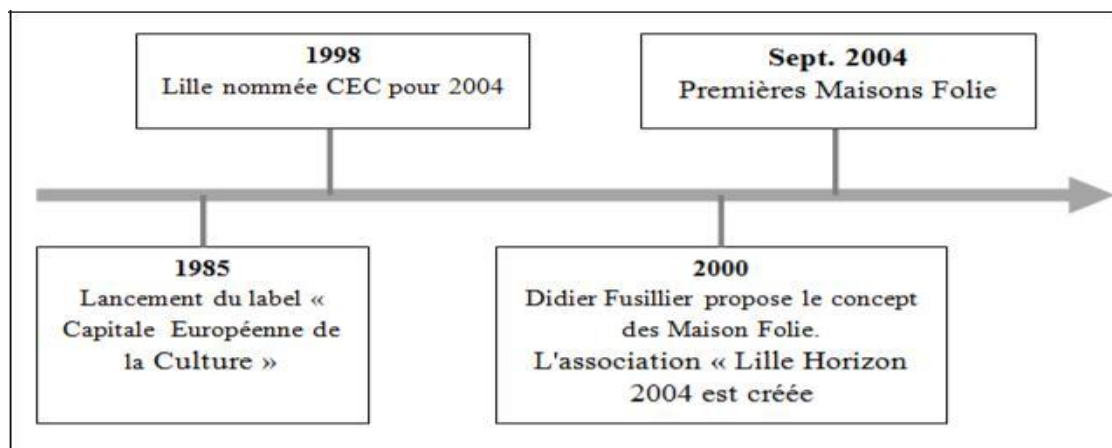 1998
Lille nommée CEC pour 2004
Sept. 2004
Premières Maisons Folie
1985
Lancement du label «
Capitale Européenne de
la Culture »
2000
Didier Fusillier propose le concept
des Maison Folie.
L'association « Lille Horizon
2004 est créée